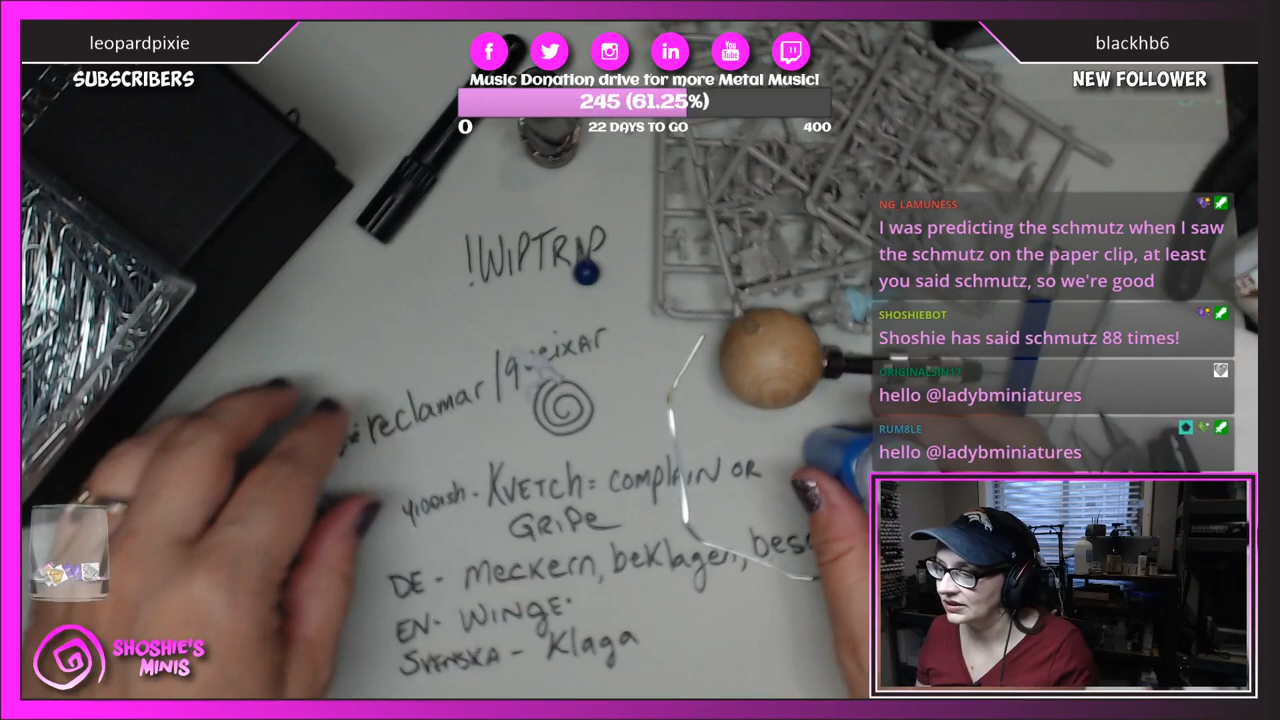 leopardpixie
SUBSCRIBERS
blackhb6
NEW FOLLOWER
Music Donation drive for more Metal Music!
245 (61.25%)
0
22 DAYS TO GO
400
!WIPTRAP
reclamar /
Yiddish - KVETCH = complain OR
GRIPe
DE - meckern, beklagen,
EN - WINGE.
SVENSKA - Klaga
NG_LAMUNESS
I was predicting the schmutz when I saw
the schmutz on the paper clip, at least
you said schmutz, so we're good
SHOSHIEBOT
Shoshie has said schmutz 88 times!
ORIGINALSIN17
hello @ladybminiatures
RUM8LE
hello @ladybminiatures
SHOSHIE'S
MINIS